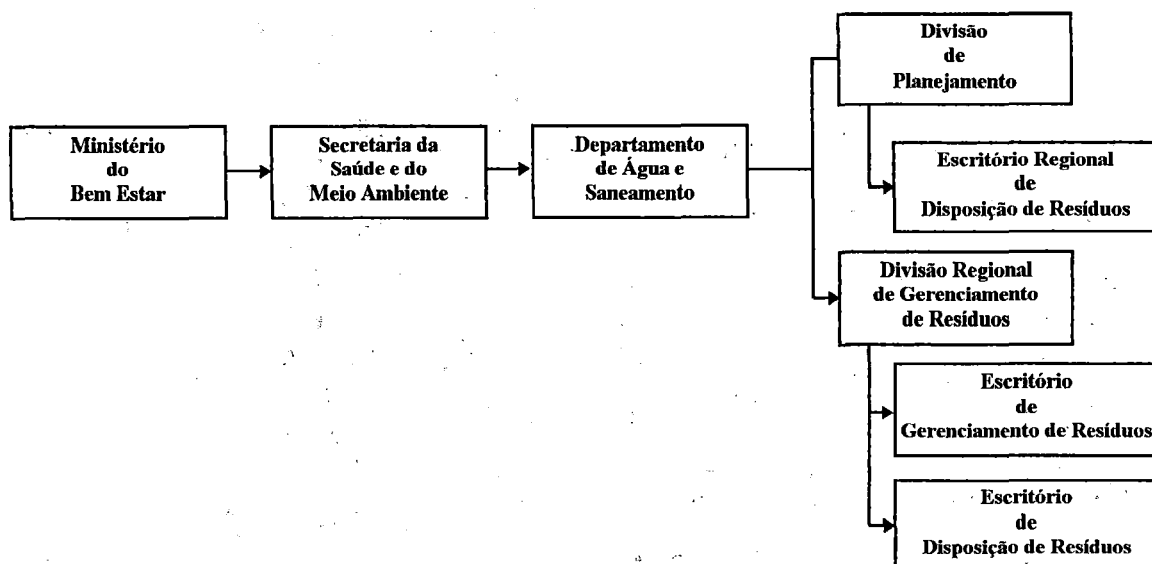 Divisão
de
Planejamento
Ministério
do
Bem Estar
Secretaria da
Saúde e do
Meio Ambiente
Departamento
de Água e
Saneamento
Escritório Regional
de
Disposição de Resíduos
Divisão Regional
de Gerenciamento
de Resíduos
Escritório
de
Gerenciamento de Resíduos
Escritório
de
Disposição de Resíduos